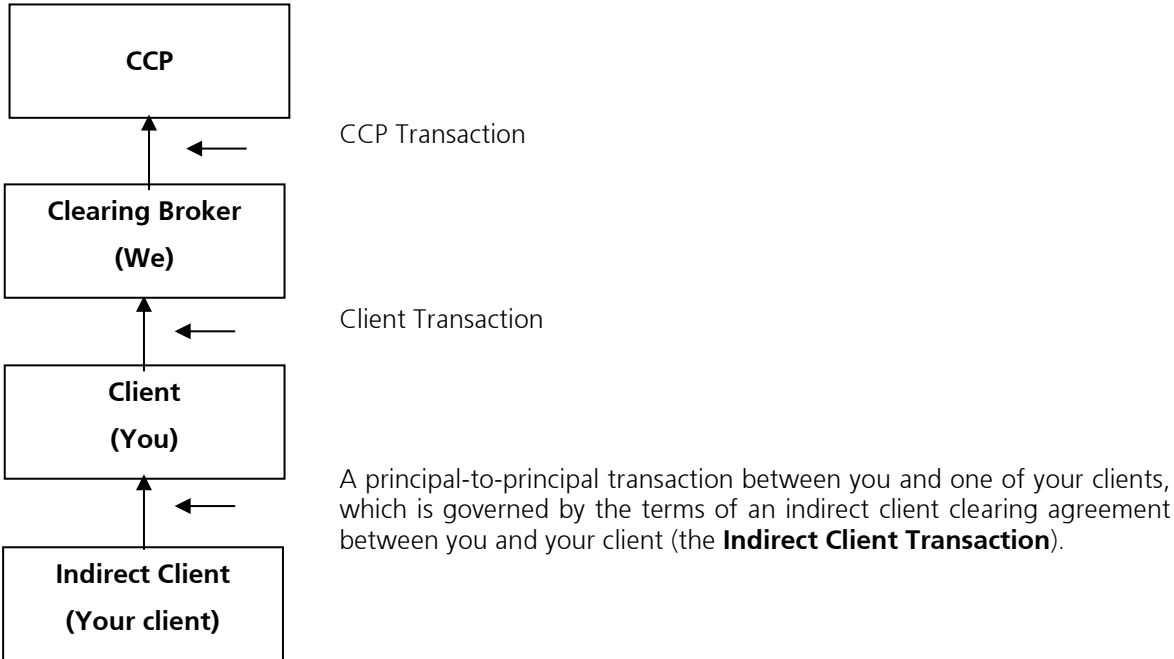 CCP
CCP Transaction
Clearing Broker
(We)
Client Transaction
Client
(You)
A principal-to-principal transaction between you and one of your clients,
which is governed by the terms of an indirect client clearing agreement
between you and your client (the Indirect Client Transaction).
Indirect Client
(Your client)